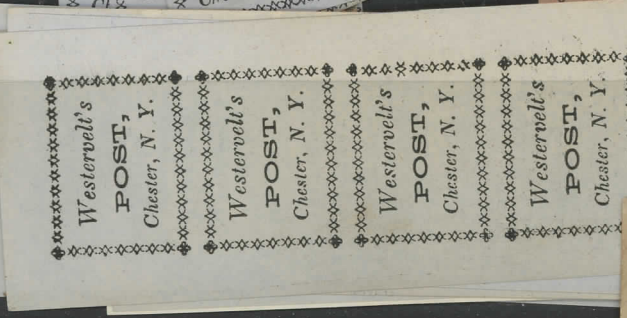 Westervelt's
POST,
Chester, N. Y.
Westervelt's
POST,
Chester, N. Y.
Westervelt's
POST,
Chester, N. Y.
Westervelt's
POST,
Chester, N. Y.